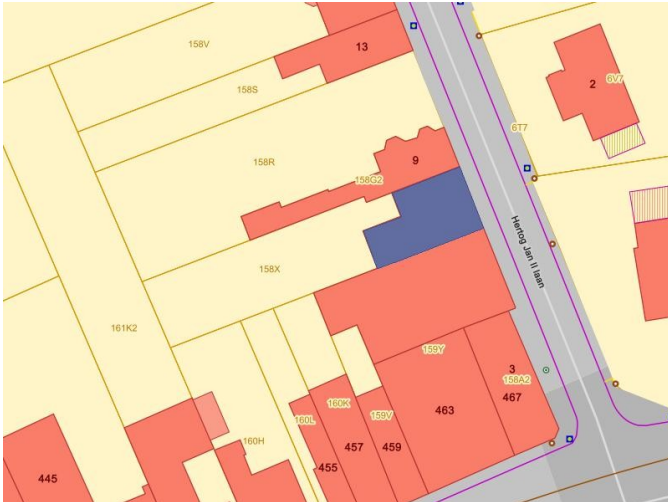 158V
13
158S
2
6V7
6T7
158R
9
158G2
Hertog Jan II laan
158X
161K2
159Y
3
158A2
160K
467
463
159V
160L
160H
457
459
455
445